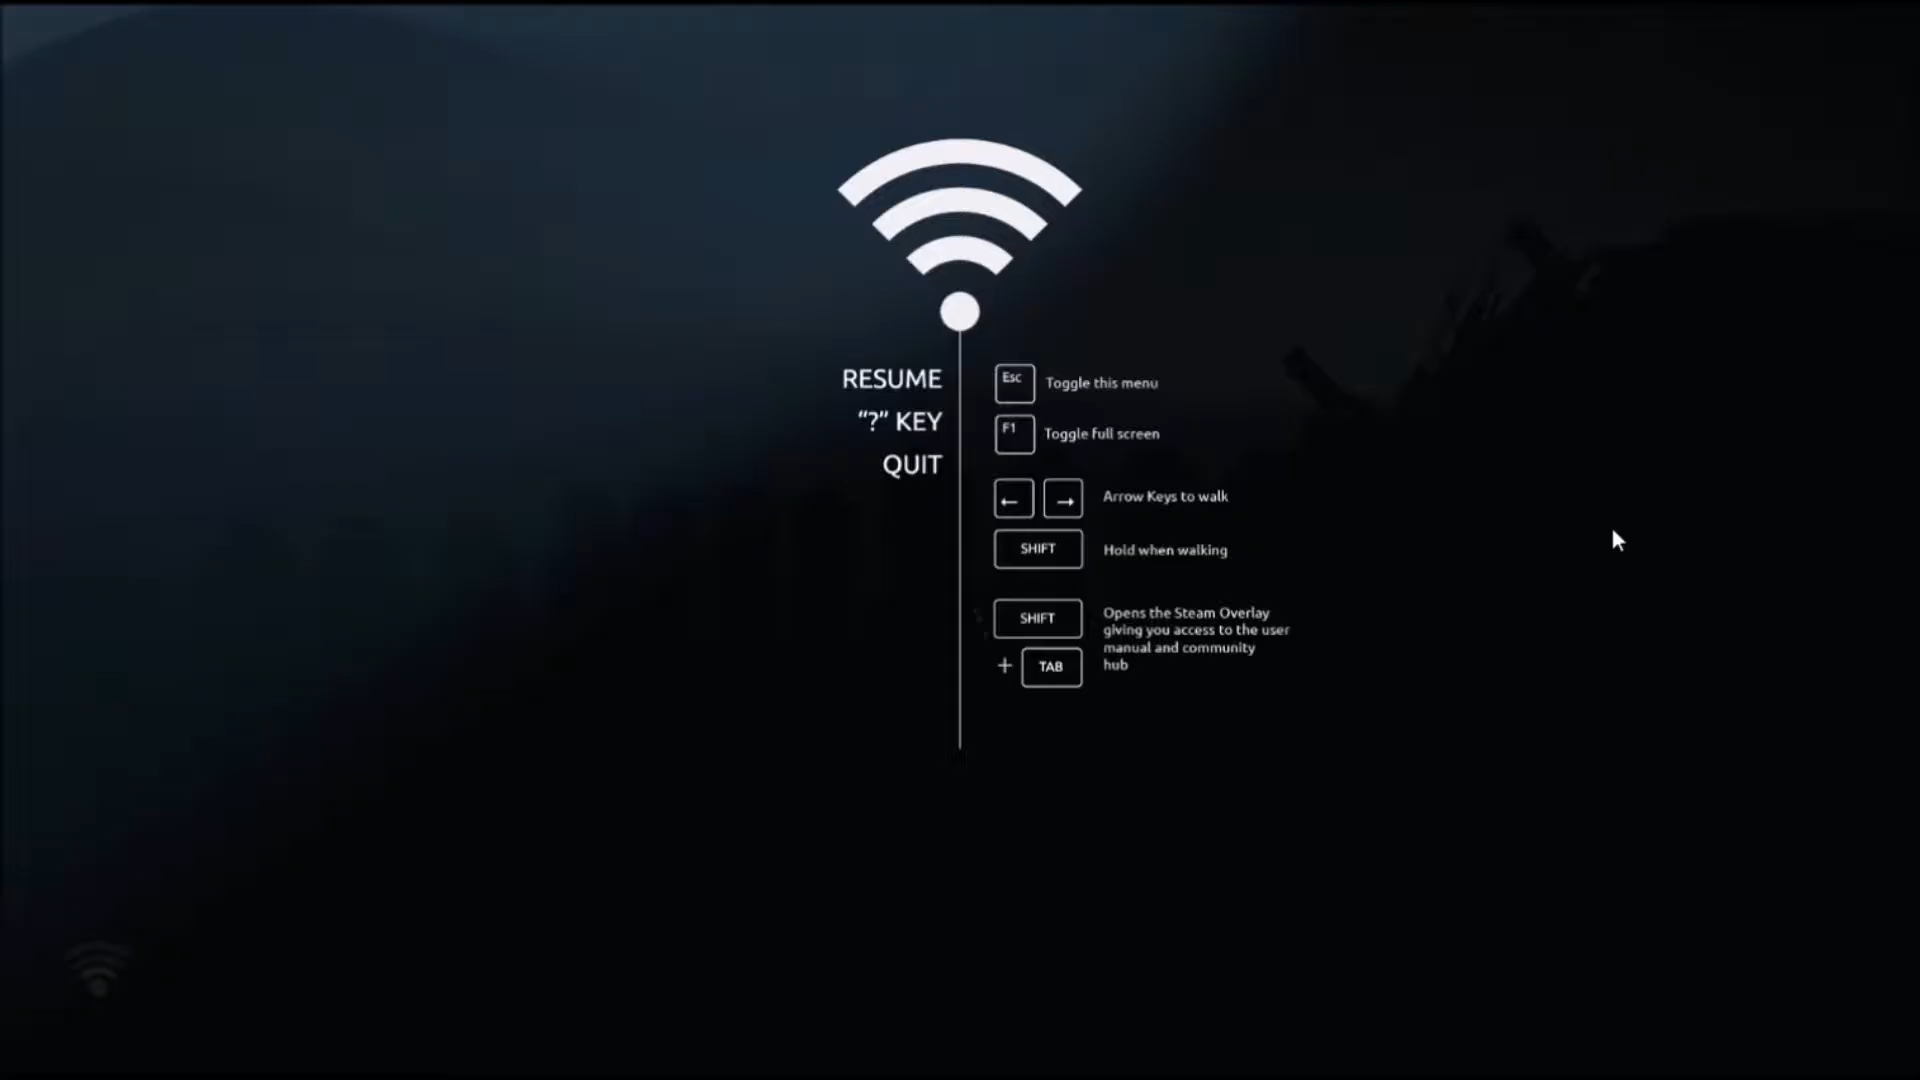 RESUME
"?" KEY
QUIT
Esc Toggle this menu
F1 Toggle full screen
← → Arrow Keys to walk
SHIFT Hold when walking
SHIFT Opens the Steam Overlay
giving you access to the user
manual and community
+ TAB hub